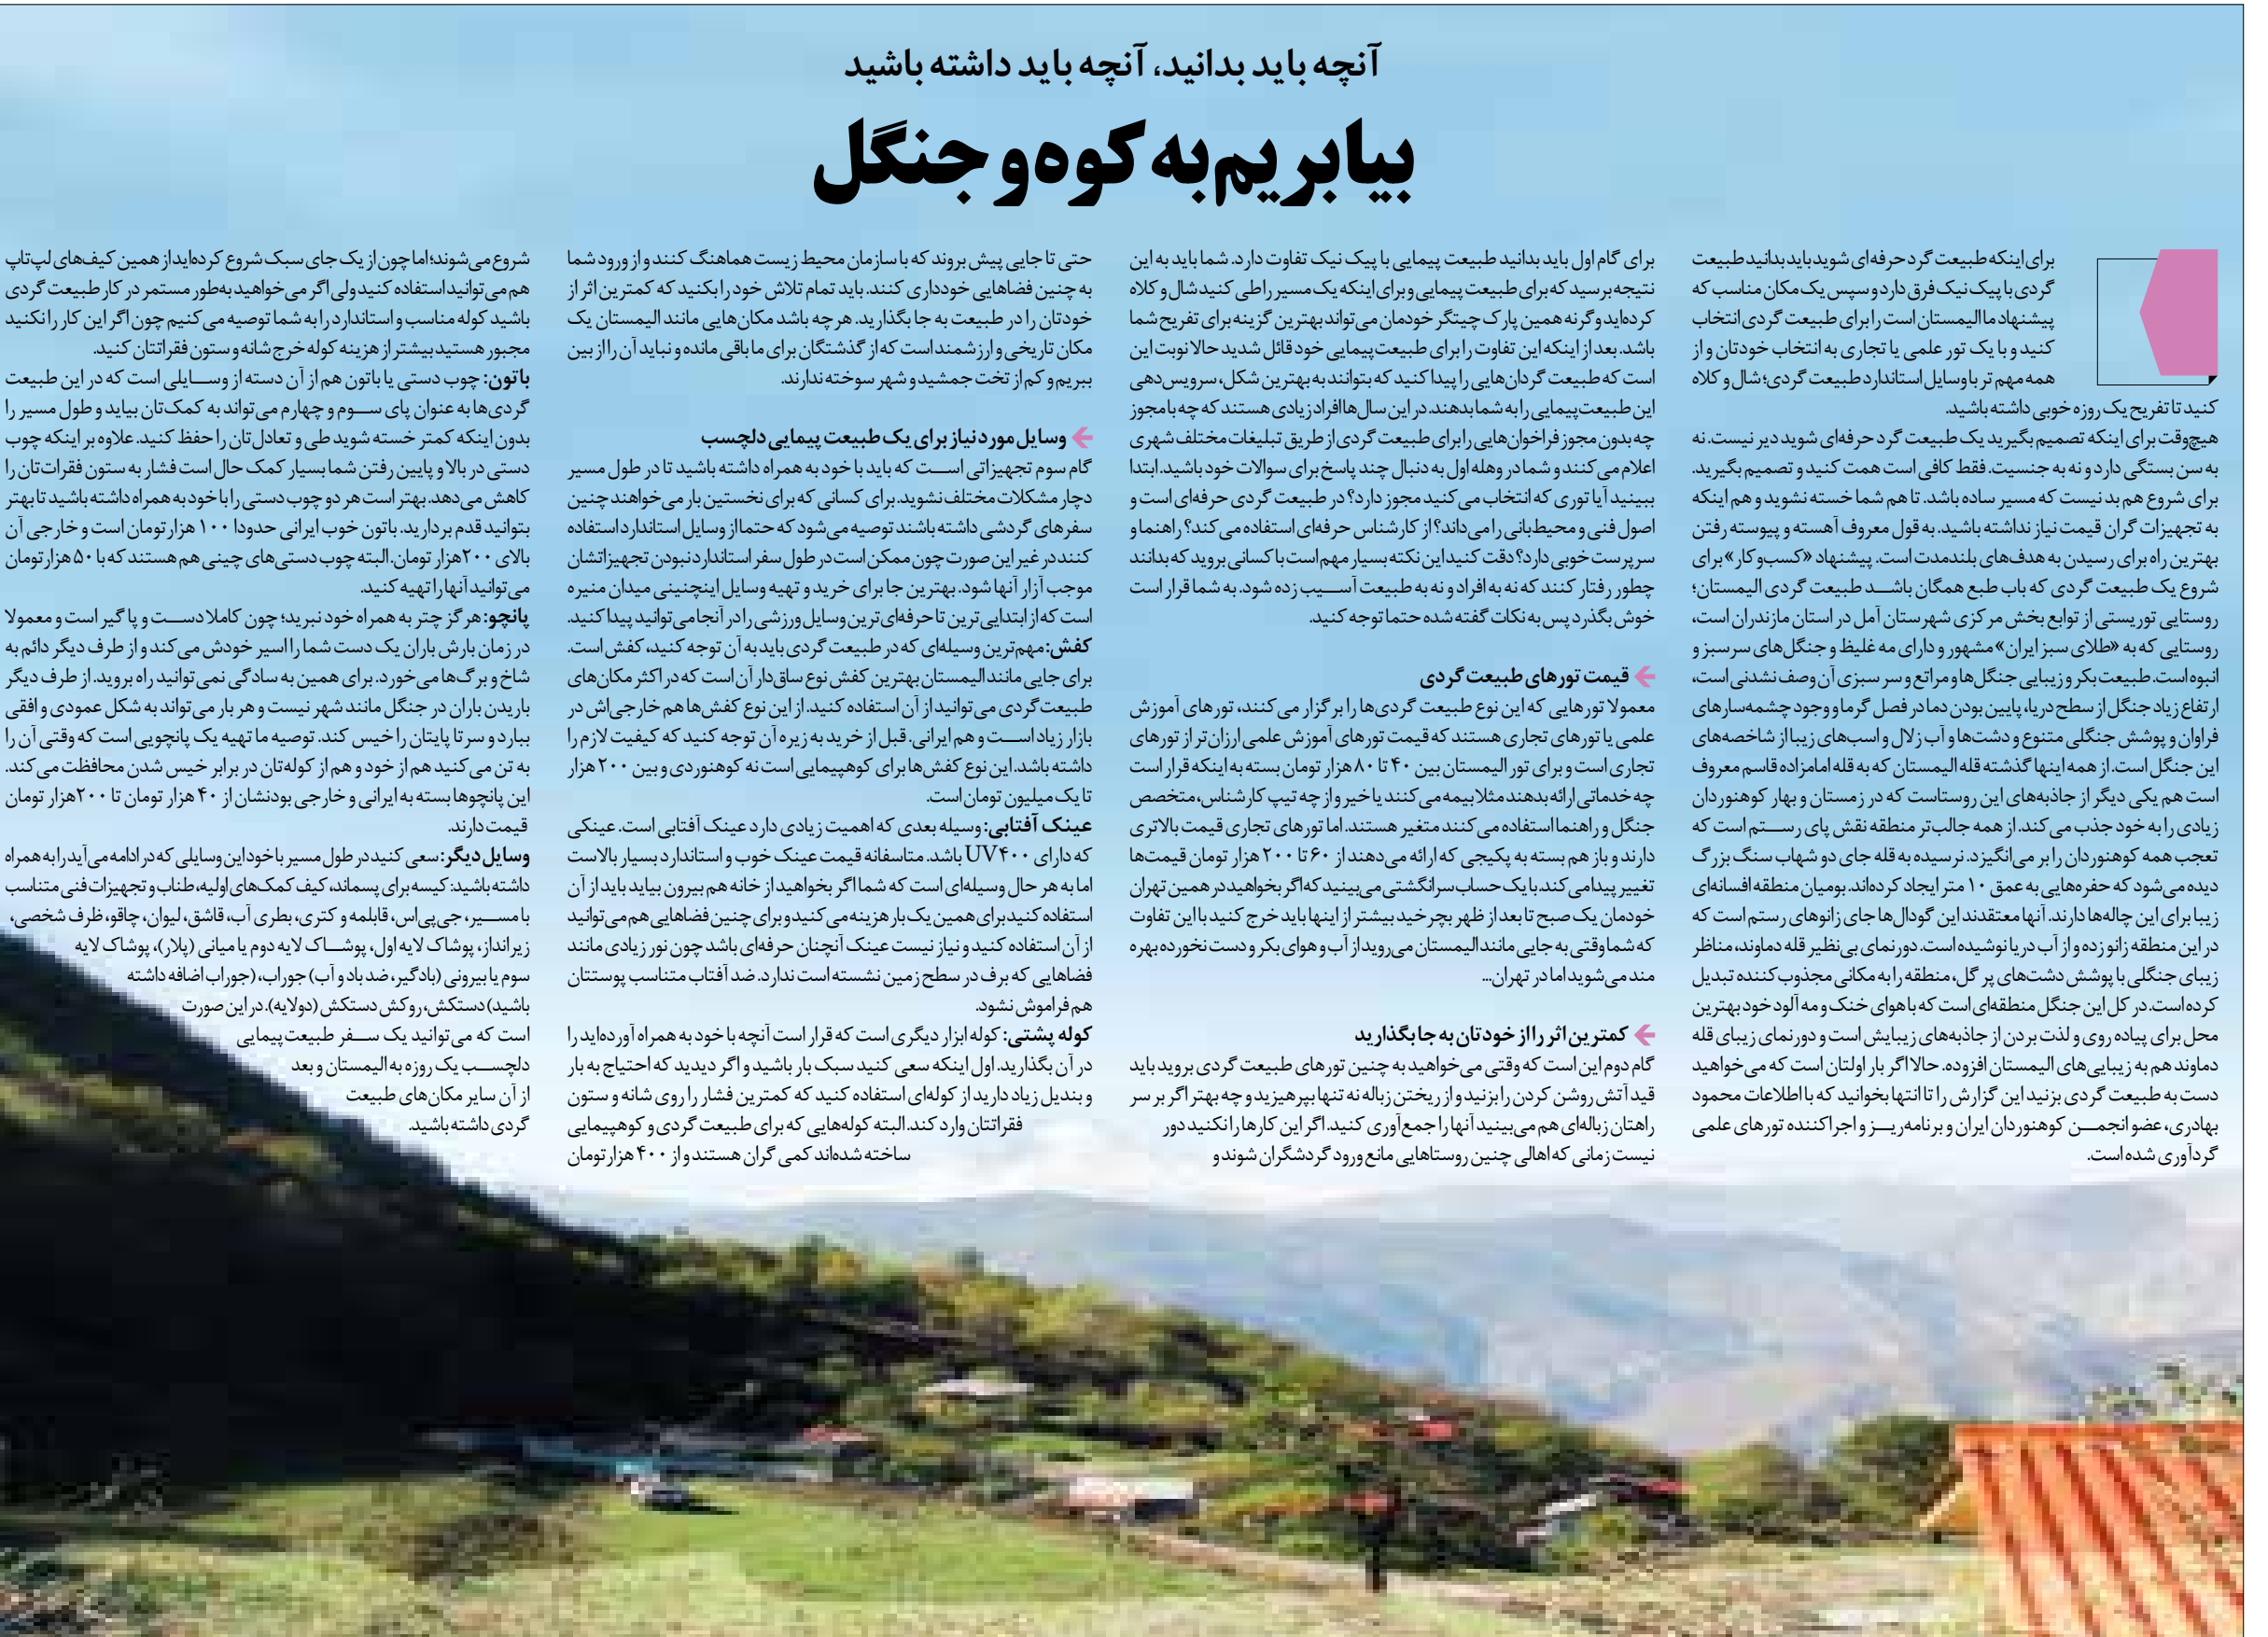 آنچه باید بدانید، آنچه باید داشته باشید
بیا بریم به کوه و جنگل
برای اینکه طبیعت گرد حرفه‌ای شوید باید بدانید طبیعت
گردی با پیک نیک فرق دارد و سپس یک مکان مناسب که
پیشنهاد ما الیمستان است را برای طبیعت گردی انتخاب
کنید و با یک تور علمی یا تجاری به انتخاب خودتان و از
همه مهم تر با وسایل استاندارد طبیعت گردی؛ شال و کلاه
کنید تا تفریح یک روزه خوبی داشته باشید.
هیچ‌وقت برای اینکه تصمیم بگیرید یک طبیعت گرد حرفه‌ای شوید دیر نیست. نه
به سن بستگی دارد و نه به جنسیت. فقط کافی است همت کنید و تصمیم بگیرید.
برای شروع هم بد نیست که مسیر ساده باشد. تا هم شما خسته نشوید و هم اینکه
به تجهیزات گران قیمت نیاز نداشته باشید. به قول معروف آهسته و پیوسته رفتن
بهترین راه برای رسیدن به هدف‌های بلندمدت است. پیشنهاد «کسب‌و کار» برای
شروع یک طبیعت گردی که باب طبع همگان باشد طبیعت گردی الیمستان؛
روستایی توریستی از توابع بخش مرکزی شهرستان آمل در استان مازندران است،
روستایی که به «طلای سبز ایران» مشهور و دارای مه غلیظ و جنگل‌های سرسبز و
انبوه است. طبیعت بکر و زیبایی جنگل‌ها و مراتع و سر سبزی آن وصف نشدنی است،
ارتفاع زیاد جنگل از سطح دریا، پایین بودن دما در فصل گرما و وجود چشمه‌سارهای
فراوان و پوشش جنگلی متنوع و دشت‌ها و آب زلال و اسب‌های زیبا از شاخصه‌های
این جنگل است. از همه اینها گذشته قله الیمستان که به قله امامزاده قاسم معروف
است هم یکی دیگر از جاذبه‌های این روستاست که در زمستان و بهار کوهنوردان
زیادی را به خود جذب می‌کند. از همه جالب‌تر منطقه نقش پای رستم است که
تعجب همه کوهنوردان را بر می‌انگیزد. نرسیده به قله جای دو شهاب سنگ بزرگ
دیده می‌شود که حفره‌هایی به عمق ۱۰ متر ایجاد کرده‌اند. بومیان منطقه افسانه‌ای
زیبا برای این چاله‌ها دارند. آنها معتقدند این گودال‌ها جای زانوهای رستم است که
در این منطقه زانو زده و از آب دریا نوشیده است. دورنمای بی‌نظیر قله دماوند، مناظر
زیبای جنگلی با پوشش دشت‌های پر گل، منطقه را به مکانی مجذوب کننده تبدیل
کرده است. در کل این جنگل منطقه‌ای است که با هوای خنک و مه آلود خود بهترین
محل برای پیاده روی و لذت بردن از جاذبه‌های زیبایش است و دورنمای زیبای قله
دماوند هم به زیبایی‌های الیمستان افزوده. حالا اگر بار اولتان است که می‌خواهید
دست به طبیعت گردی بزنید این گزارش را تا انتها بخوانید که با اطلاعات محمود
بهادری، عضو انجمن کوهنوردان ایران و برنامه‌ریز و اجرا کننده تورهای علمی
گردآوری شده است.
برای گام اول باید بدانید طبیعت پیمایی با پیک نیک تفاوت دارد. شما باید به این
نتیجه برسید که برای طبیعت پیمایی و برای اینکه یک مسیر را طی کنید شال و کلاه
کرده‌اید و گرنه همین پارک چیتگر خودمان می‌تواند بهترین گزینه برای تفریح شما
باشد. بعد از اینکه این تفاوت را برای طبیعت‌پیمایی خود قائل شدید حالا نوبت این
است که طبیعت گردان‌هایی را پیدا کنید که بتوانند به بهترین شکل، سرویس‌دهی
این طبیعت‌پیمایی را به شما بدهند. در این سال‌ها افراد زیادی هستند که چه با مجوز
چه بدون مجوز فراخوان‌هایی را برای طبیعت گردی از طریق تبلیغات مختلف شهری
اعلام می‌کنند و شما در وهله اول به دنبال چند پاسخ برای سوالات خود باشید. ابتدا
ببینید آیا توری که انتخاب می کنید مجوز دارد؟ در طبیعت گردی حرفه‌ای است و
اصول فنی و محیط‌بانی را می‌داند؟ از کارشناس حرفه‌ای استفاده می کند؟ راهنما و
سرپرست خوبی دارد؟ دقت کنید این نکته بسیار مهم است با کسانی بروید که بدانند
چطور رفتار کنند که نه به افراد و نه به طبیعت آسیب زده شود. به شما قرار است
خوش بگذرد پس به نکات گفته شده حتما توجه کنید.
قیمت تورهای طبیعت گردی
معمولا تورهایی که این نوع طبیعت گردی‌ها را برگزار می‌کنند، تورهای آموزش
علمی یا تورهای تجاری هستند که قیمت تورهای آموزش علمی ارزان‌تر از تورهای
تجاری است و برای تور الیمستان بین ۴۰ تا ۸۰ هزار تومان بسته به اینکه قرار است
چه خدماتی ارائه بدهند مثلا بیمه می‌کنند یا خیر و از چه تیپ کارشناس، متخصص
جنگل و راهنما استفاده می کنند متغیر هستند. اما تورهای تجاری قیمت بالاتری
دارند و باز هم بسته به پکیجی که ارائه می‌دهند از ۶۰ تا ۲۰۰ هزار تومان قیمت‌ها
تغییر پیدا می کند. با یک حساب سرانگشتی می‌بینید که اگر بخواهید در همین تهران
خودمان یک صبح تا بعد از ظهر بچرخید بیشتر از اینها باید خرج کنید با این تفاوت
که شما وقتی به جایی مانند الیمستان می‌روید از آب و هوای بکر و دست نخورده بهره
مند می‌شوید اما در تهران...
کمترین اثر را از خودتان به جا بگذارید
گام دوم این است که وقتی می‌خواهید به چنین تورهای طبیعت گردی بروید باید
قید آتش روشن کردن را بزنید و از ریختن زباله نه تنها بپرهیزید و چه بهتر اگر بر سر
راهتان زباله‌ای هم می‌بینید آنها را جمع‌آوری کنید. اگر این کارها را نکنید دور
نیست زمانی که اهالی چنین روستاهایی مانع ورود گردشگران شوند و
حتی تا جایی پیش بروند که با سازمان محیط زیست هماهنگ کنند و از ورود شما
به چنین فضاهایی خودداری کنند. باید تمام تلاش خود را بکنید که کمترین اثر از
خودتان را در طبیعت به جا بگذارید. هر چه باشد مکان‌هایی مانند الیمستان یک
مکان تاریخی و ارزشمند است که از گذشتگان برای ما باقی مانده و نباید آن را از بین
ببریم و کم از تخت جمشید و شهر سوخته ندارند.
وسایل مورد نیاز برای یک طبیعت پیمایی دلچسب
گام سوم تجهیزاتی است که باید با خود به همراه داشته باشید تا در طول مسیر
دچار مشکلات مختلف نشوید. برای کسانی که برای نخستین بار می‌خواهند چنین
سفرهای گردشی داشته باشند توصیه می‌شود که حتما از وسایل استاندارد استفاده
کنند در غیر این صورت چون ممکن است در طول سفر استاندارد نبودن تجهیزاتشان
موجب آزار آنها شود. بهترین جا برای خرید و تهیه وسایل اینچنینی میدان منیره
است که از ابتدایی ترین تا حرفه‌ای ترین وسایل ورزشی را در آنجا می‌توانید پیدا کنید.
کفش: مهم‌ترین وسیله‌ای که در طبیعت گردی باید به آن توجه کنید، کفش است.
برای جایی مانند الیمستان بهترین کفش نوع ساق‌دار آن است که در اکثر مکان‌های
طبیعت‌گردی می‌توانید از آن استفاده کنید. از این نوع کفش‌ها هم خارجی‌اش در
بازار زیاد است و هم ایرانی. قبل از خرید به زیره آن توجه کنید که کیفیت لازم را
داشته باشد. این نوع کفش‌ها برای کوهپیمایی است نه کوهنوردی و بین ۲۰۰ هزار
تا یک میلیون تومان است.
عینک آفتابی: وسیله بعدی که اهمیت زیادی دارد عینک آفتابی است. عینکی
که دارای UV۴۰۰ باشد. متاسفانه قیمت عینک خوب و استاندارد بسیار بالاست
اما به هر حال وسیله‌ای است که شما اگر بخواهید از خانه هم بیرون بیاید باید از آن
استفاده کنید برای همین یک بار هزینه می کنید و برای چنین فضاهایی هم می‌توانید
از آن استفاده کنید و نیاز نیست عینک آنچنان حرفه‌ای باشد چون نور زیادی مانند
فضاهایی که برف در سطح زمین نشسته است ندارد. ضد آفتاب متناسب پوستتان
هم فراموش نشود.
کوله پشتی: کوله ابزار دیگری است که قرار است آنچه با خود به همراه آورده‌اید را
در آن بگذارید. اول اینکه سعی کنید سبک بار باشید و اگر دیدید که احتیاج به بار
و بندیل زیاد دارید از کوله‌ای استفاده کنید که کمترین فشار را روی شانه و ستون
فقراتتان وارد کند. البته کوله‌هایی که برای طبیعت گردی و کوهپیمایی
ساخته شده‌اند کمی گران هستند و از ۴۰۰ هزار تومان
شروع می‌شوند؛ اما چون از یک جای سبک شروع کرده‌اید از همین کیف‌های لپ‌تاپ
هم می‌توانید استفاده کنید ولی اگر می‌خواهید به‌طور مستمر در کار طبیعت گردی
باشید کوله مناسب و استاندارد را به شما توصیه می کنیم چون اگر این کار را نکنید
مجبور هستید بیشتر از هزینه کوله خرج شانه و ستون فقراتتان کنید.
باتون: چوب دستی یا باتون هم از آن دسته از وسایلی است که در این طبیعت
گردی‌ها به عنوان پای سوم و چهارم می‌تواند به کمک‌تان بیاید و طول مسیر را
بدون اینکه کمتر خسته شوید طی و تعادل‌تان را حفظ کنید. علاوه بر اینکه چوب
دستی در بالا و پایین رفتن شما بسیار کمک حال است فشار به ستون فقرات‌تان را
کاهش می‌دهد. بهتر است هر دو چوب دستی را با خود به همراه داشته باشید تا بهتر
بتوانید قدم بردارید. باتون خوب ایرانی حدودا ۱۰۰ هزار تومان است و خارجی آن
بالای ۲۰۰ هزار تومان. البته چوب دستی‌های چینی هم هستند که با ۵۰ هزار تومان
می‌توانید آنها را تهیه کنید.
پانچو: هرگز چتر به همراه خود نبرید؛ چون کاملا دست و پا گیر است و معمولا
در زمان بارش باران یک دست شما را اسیر خودش می‌کند و از طرف دیگر دائم به
شاخ و برگ‌ها می‌خورد. برای همین به سادگی نمی‌توانید راه بروید. از طرف دیگر
باریدن باران در جنگل مانند شهر نیست و هر بار می‌تواند به شکل عمودی و افقی
ببارد و سر تا پایتان را خیس کند. توصیه ما تهیه یک پانچویی است که وقتی آن را
به تن می‌کنید هم از خود و هم از کوله‌تان در برابر خیس شدن محافظت می‌کند.
این پانچوها بسته به ایرانی و خارجی بودنشان از ۴۰ هزار تومان تا ۲۰۰هزار تومان
قیمت دارند.
وسایل دیگر: سعی کنید در طول مسیر با خود این وسایلی که در ادامه می‌آید را به همراه
داشته باشید: کیسه برای پسماند، کیف کمک‌های اولیه، طناب و تجهیزات فنی متناسب
با مسیر، جی‌پی‌اس، قابلمه و کتری، بطری آب، قاشق، لیوان، چاقو، ظرف شخصی،
زیرانداز، پوشاک لایه اول، پوشاک لایه دوم یا میانی (پلار)، پوشاک لایه
سوم یا بیرونی (بادگیر، ضد باد و آب) جوراب، (جوراب اضافه داشته
باشید) دستکش، روکش دستکش (دولایه). در این صورت
است که می‌توانید یک سفر طبیعت‌پیمایی
دلچسب یک روزه به الیمستان و بعد
از آن سایر مکان‌های طبیعت
گردی داشته باشید.